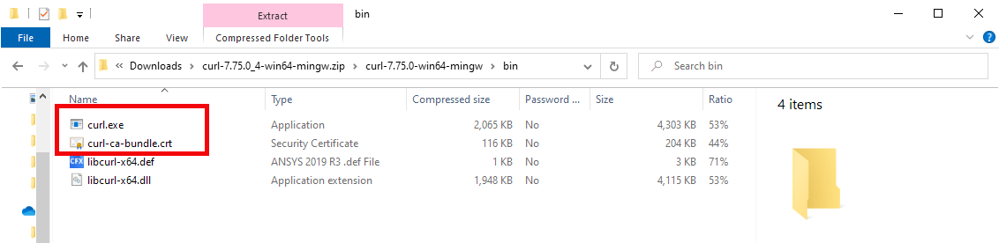 Extract
bin
File
Home
Share
View
Compressed Folder Tools
Downloads
curl-7.75.0_4-win64-mingw.zip
curl-7.75.0-win64-mingw
bin
Search bin
Name
Type
Compressed size
Password ...
Size
Ratio
curl.exe
Application
2,065 KB
No
4,303 KB
53%
curl-ca-bundle.crt
Security Certificate
116 KB
No
204 KB
44%
CFX
libcurl-x64.def
ANSYS 2019 R3 .def File
1 KB
No
3 KB
71%
libcurl-x64.dll
Application extension
1,948 KB
No
4,115 KB
53%
4 items